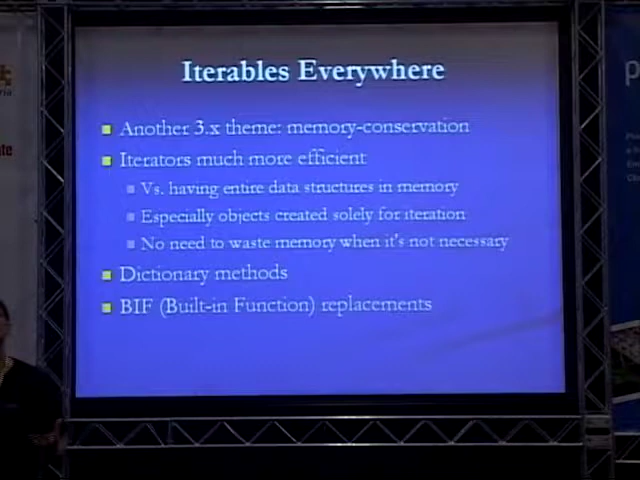 Iterables Everywhere
Another 3.x theme: memory-conservation
Iterators much more efficient
Vs. having entire data structures in memory
Especially objects created solely for iteration
No need to waste memory when it's not necessary
Dictionary methods
BIF (Built-in Function) replacements